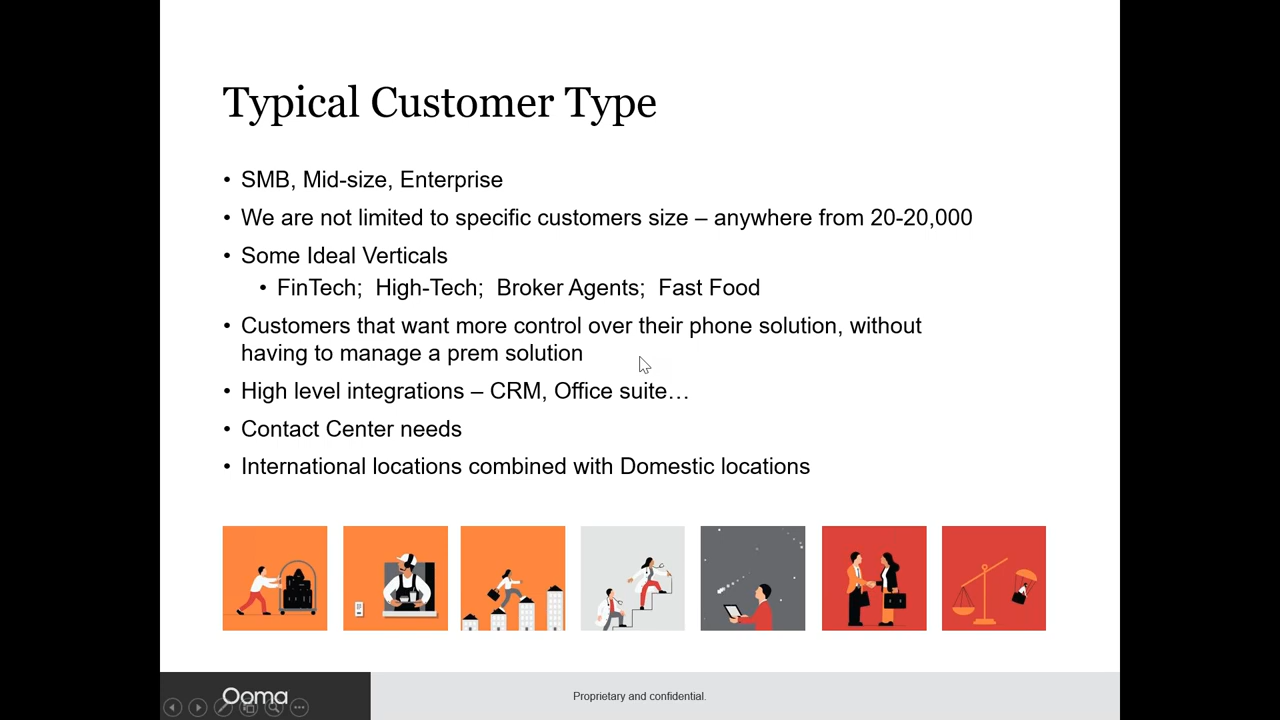 Typical Customer Type
• SMB, Mid-size, Enterprise
• We are not limited to specific customers size – anywhere from 20-20,000
• Some Ideal Verticals
• FinTech;  High-Tech;  Broker Agents;  Fast Food
• Customers that want more control over their phone solution, without
having to manage a prem solution
• High level integrations – CRM, Office suite…
• Contact Center needs
• International locations combined with Domestic locations
Ooma
Proprietary and confidential.